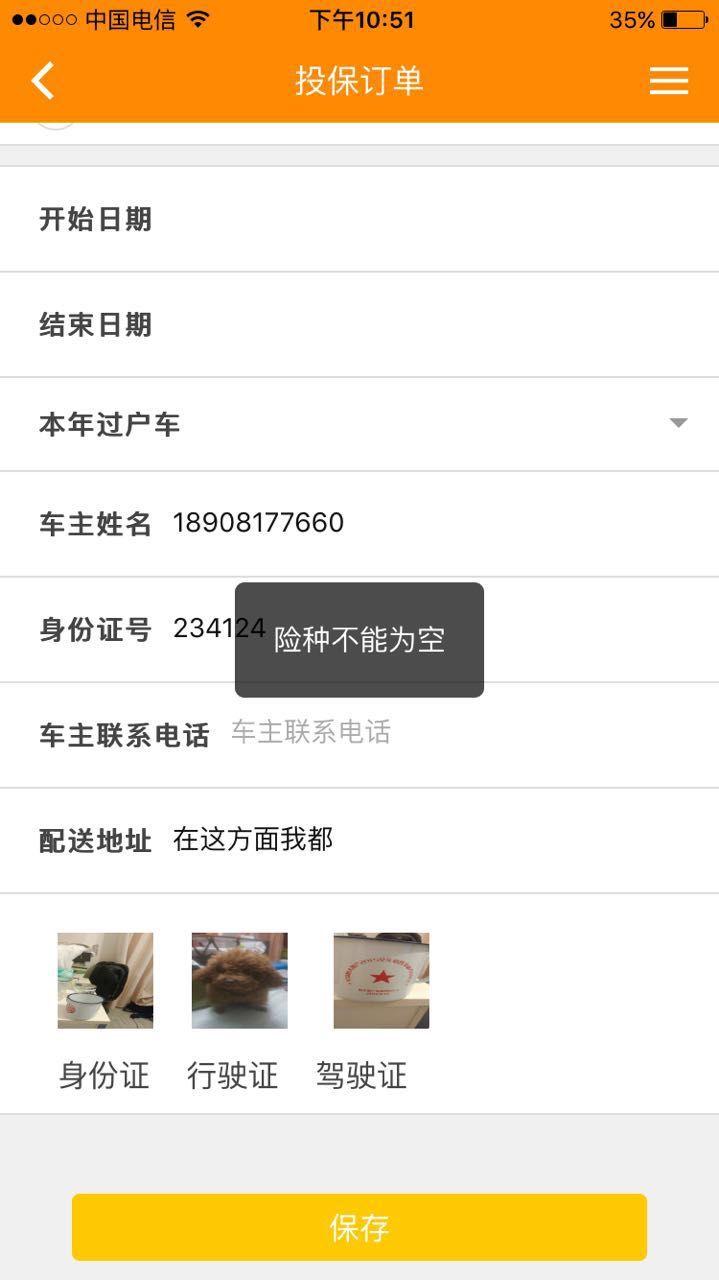 中国电信 下午10:51 35%
投保订单
开始日期
结束日期
本年过户车
车主姓名 18908177660
身份证号 234124
险种不能为空
车主联系电话 车主联系电话
配送地址 在这方面我都
身份证 行驶证 驾驶证
保存